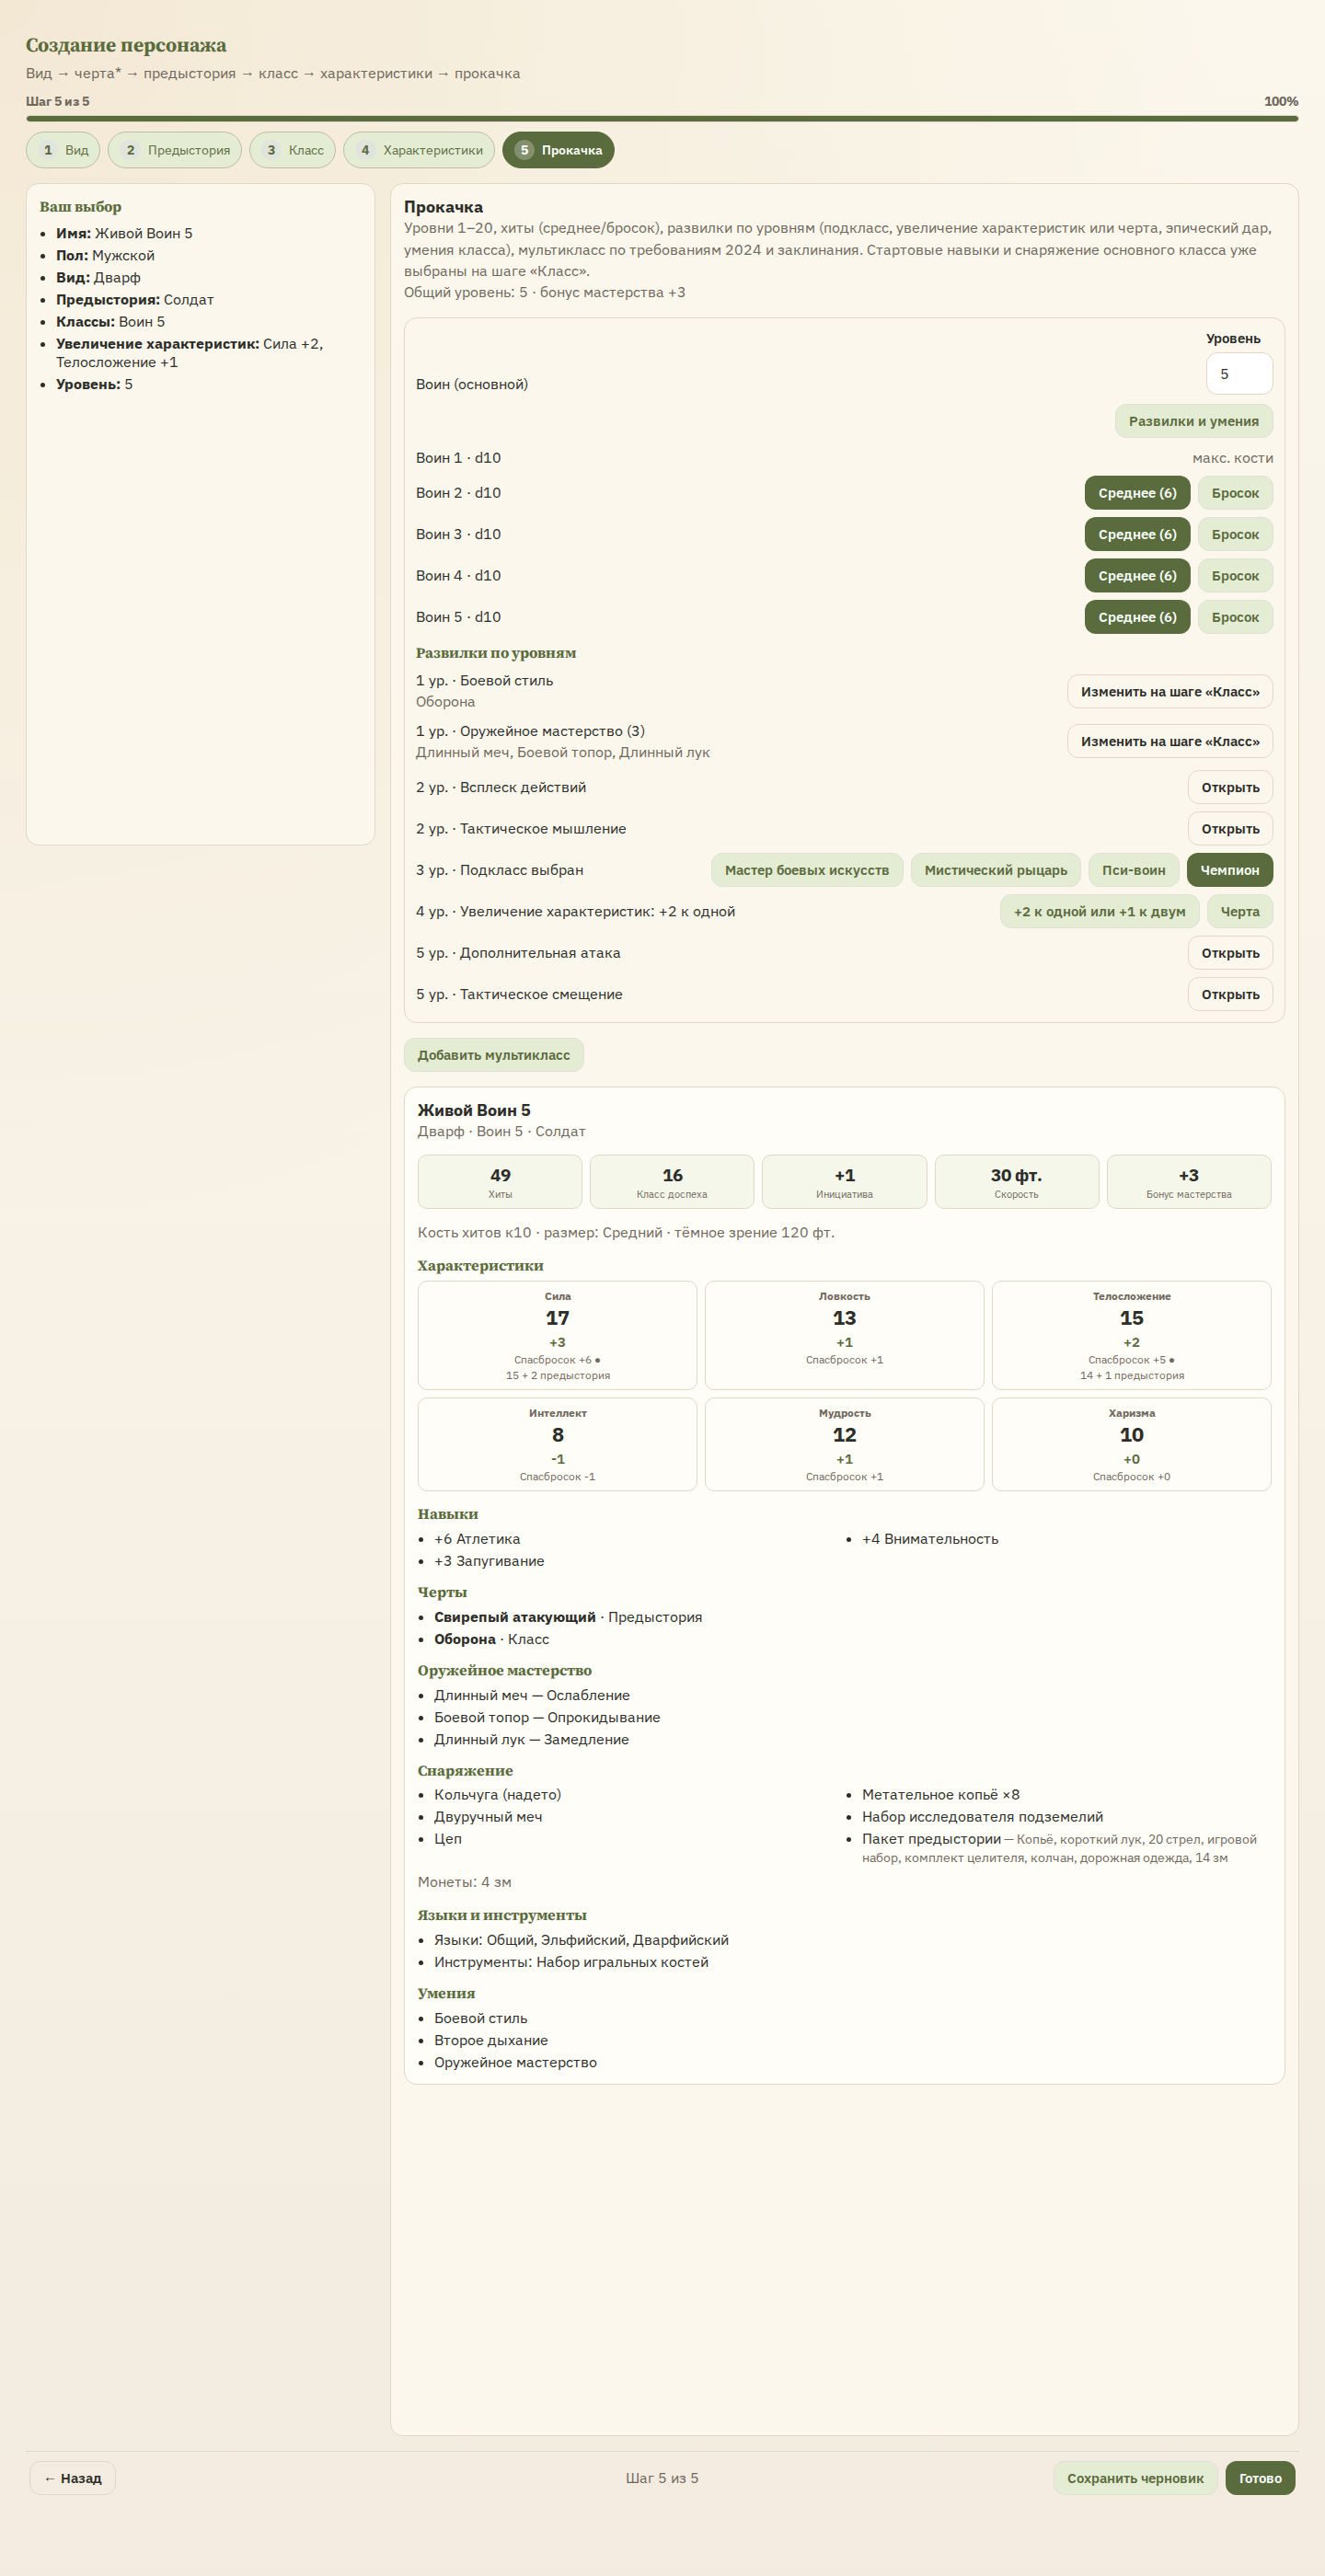 Создание персонажа
Вид → черта* → предыстория → класс → характеристики → прокачка
Шаг 5 из 5
100%
1 Вид
2 Предыстория
3 Класс
4 Характеристики
5 Прокачка
Ваш выбор
Имя: Живой Воин 5
Пол: Мужской
Вид: Дварф
Предыстория: Солдат
Классы: Воин 5
Увеличение характеристик: Сила +2,
Телосложение +1
Уровень: 5
Прокачка
Уровни 1–20, хиты (среднее/бросок), развилки по уровням (подкласс, увеличение характеристик или черта, эпический дар,
умения класса), мультикласс по требованиям 2024 и заклинания. Стартовые навыки и снаряжение основного класса уже
выбраны на шаге «Класс».
Общий уровень: 5 · бонус мастерства +3
Уровень
Воин (основной)
5
Развилки и умения
Воин 1 · d10
макс. кости
Воин 2 · d10
Среднее (6)
Бросок
Воин 3 · d10
Среднее (6)
Бросок
Воин 4 · d10
Среднее (6)
Бросок
Воин 5 · d10
Среднее (6)
Бросок
Развилки по уровням
1 ур. · Боевой стиль
Оборона
Изменить на шаге «Класс»
1 ур. · Оружейное мастерство (3)
Длинный меч, Боевой топор, Длинный лук
Изменить на шаге «Класс»
2 ур. · Всплеск действий
Открыть
2 ур. · Тактическое мышление
Открыть
3 ур. · Подкласс выбран
Мастер боевых искусств
Мистический рыцарь
Пси-воин
Чемпион
4 ур. · Увеличение характеристик: +2 к одной
+2 к одной или +1 к двум
Черта
5 ур. · Дополнительная атака
Открыть
5 ур. · Тактическое смещение
Открыть
Добавить мультикласс
Живой Воин 5
Дварф · Воин 5 · Солдат
49
Хиты
16
Класс доспеха
+1
Инициатива
30 фт.
Скорость
+3
Бонус мастерства
Кость хитов к10 · размер: Средний · тёмное зрение 120 фт.
Характеристики
Сила
17
+3
Спасбросок +6 ●
15 + 2 предыстория
Ловкость
13
+1
Спасбросок +1
Телосложение
15
+2
Спасбросок +5 ●
14 + 1 предыстория
Интеллект
8
-1
Спасбросок -1
Мудрость
12
+1
Спасбросок +1
Харизма
10
+0
Спасбросок +0
Навыки
+6 Атлетика
+3 Запугивание
+4 Внимательность
Черты
Свирепый атакующий · Предыстория
Оборона · Класс
Оружейное мастерство
Длинный меч — Ослабление
Боевой топор — Опрокидывание
Длинный лук — Замедление
Снаряжение
Кольчуга (надето)
Двуручный меч
Цеп
Метательное копьё ×8
Набор исследователя подземелий
Пакет предыстории — Копьё, короткий лук, 20 стрел, игровой
набор, комплект целителя, колчан, дорожная одежда, 14 зм
Монеты: 4 зм
Языки и инструменты
Языки: Общий, Эльфийский, Дварфийский
Инструменты: Набор игральных костей
Умения
Боевой стиль
Второе дыхание
Оружейное мастерство
← Назад
Шаг 5 из 5
Сохранить черновик
Готово